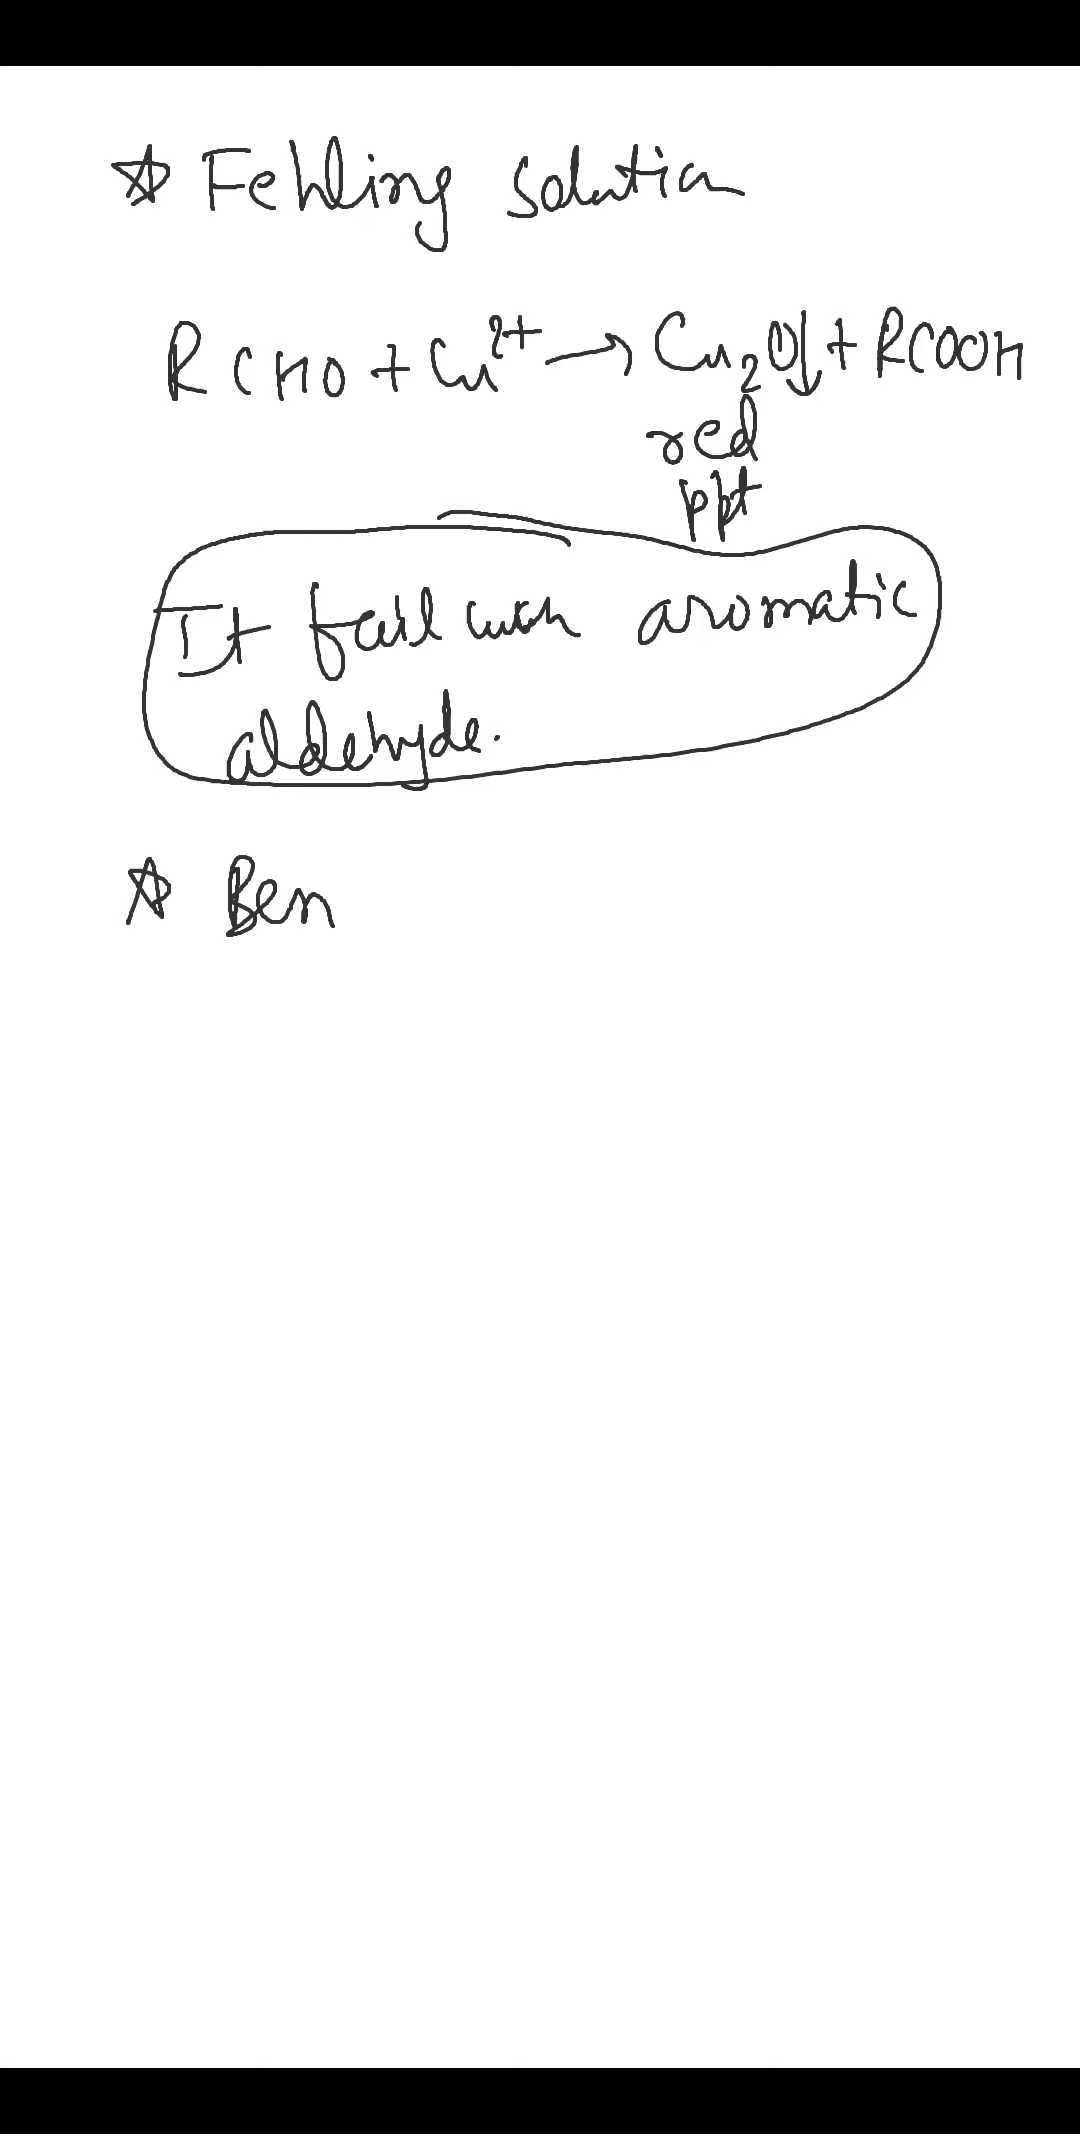 ☆ Fehling solution
RCHO + Cu²⁺ → Cu₂O↓ + RCOOH
red
ppt
It fail with aromatic
aldehyde.
☆ Ben